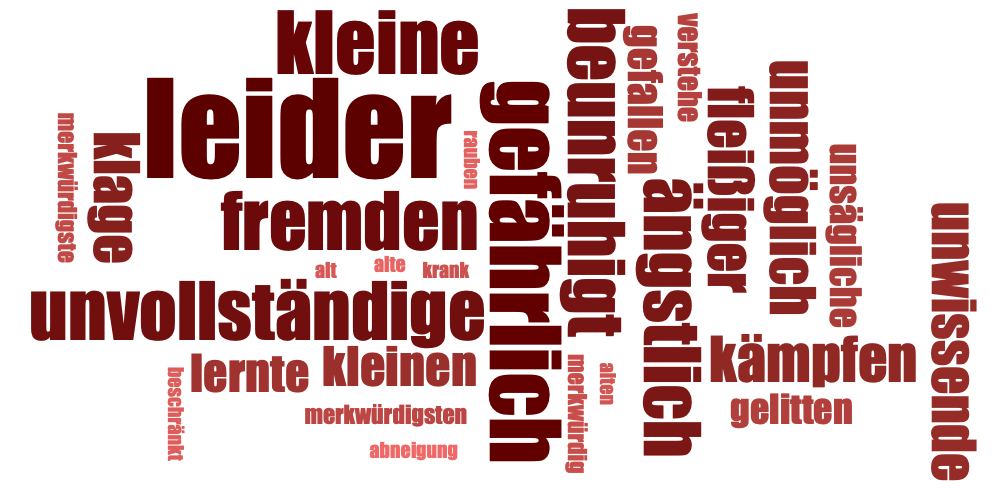 kleine
leider
klage
merkwürdigste
rauben
fremden
alt
alte
krank
unvollständige
lernte
kleinen
beschränkt
merkwürdigsten
abneigung
gefährlich
beunruhigt
gefallen
verstehe
fleißiger
unmöglich
ängstlich
unsägliche
unwissende
kämpfen
gelitten
merkwürdig
alten